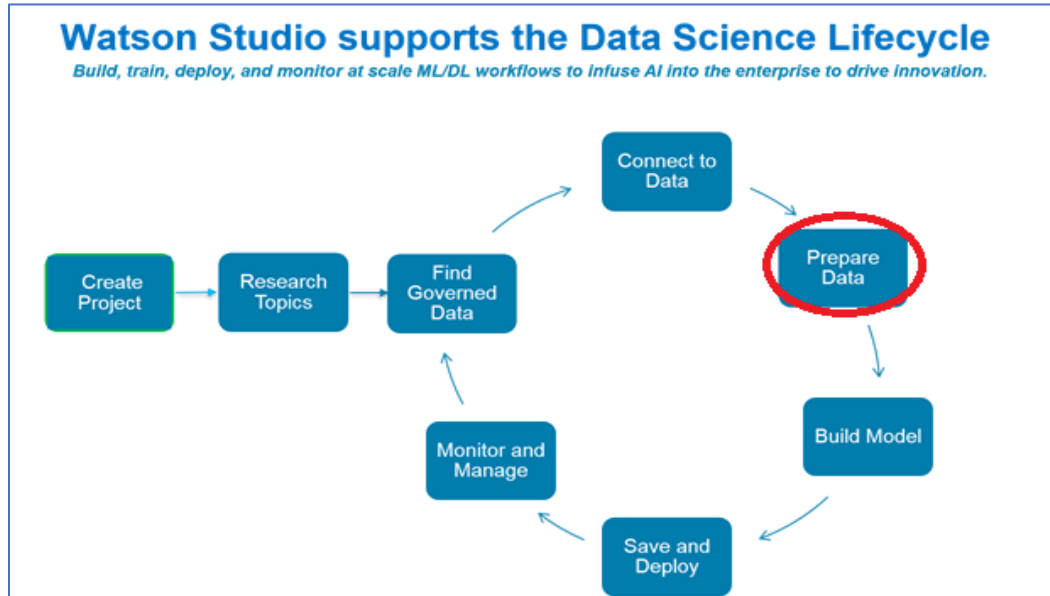 Watson Studio supports the Data Science Lifecycle
Build, train, deploy, and monitor at scale ML/DL workflows to infuse AI into the enterprise to drive innovation.
Create
Project
Research
Topics
Find
Governed
Data
Connect to
Data
Prepare
Data
Build Model
Save and
Deploy
Monitor and
Manage